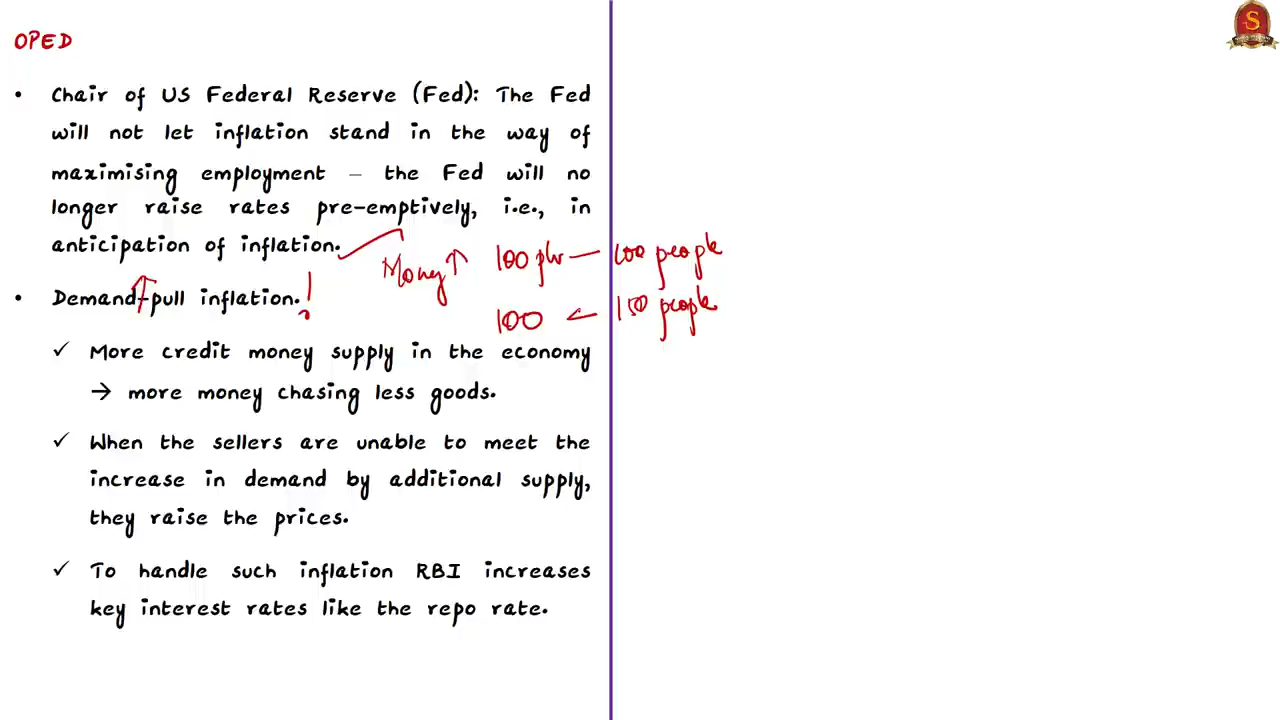 OPED
• Chair of US Federal Reserve (Fed): The Fed
will not let inflation stand in the way of
maximising employment – the Fed will no
longer raise rates pre-emptively, i.e., in
anticipation of inflation.
Money ↑ 100 — 100 people
• Demand-pull inflation.
100 ← 150 people
✓ More credit money supply in the economy
→ more money chasing less goods.
✓ When the sellers are unable to meet the
increase in demand by additional supply,
they raise the prices.
✓ To handle such inflation RBI increases
key interest rates like the repo rate.
S